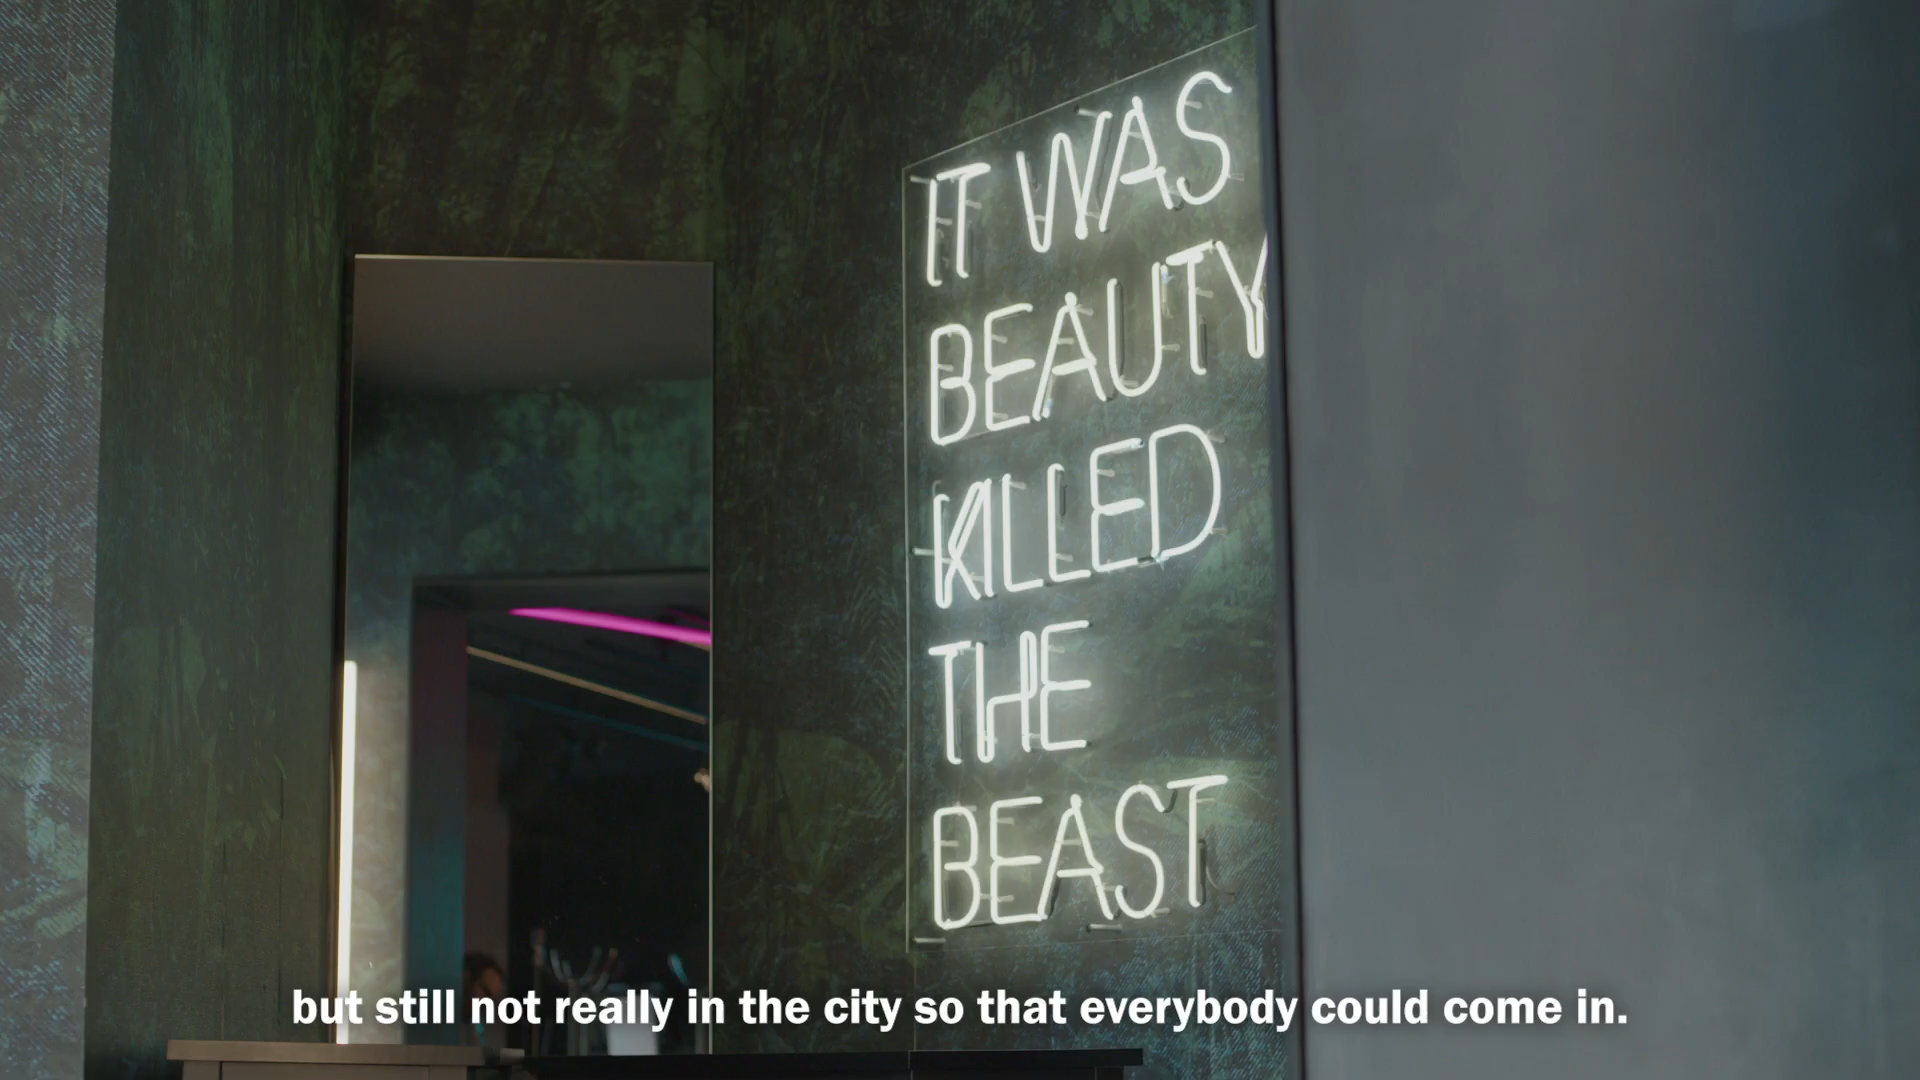 IT WAS
BEAUTY
KILLED
THE
BEAST
but still not really in the city so that everybody could come in.